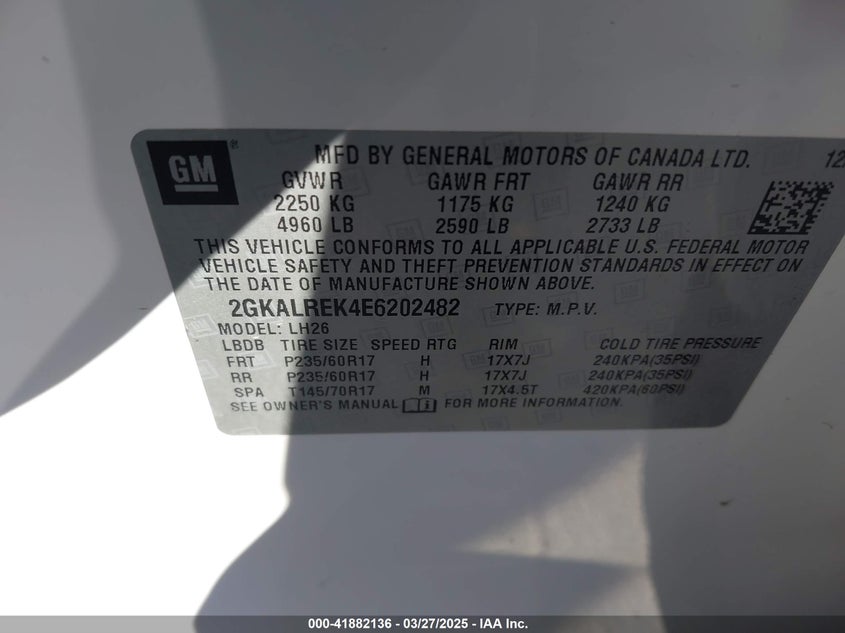 GM ® MFD BY GENERAL MOTORS OF CANADA LTD. 12
GVWR GAWR FRT GAWR RR
2250 KG 1175 KG 1240 KG
4960 LB 2590 LB 2733 LB
THIS VEHICLE CONFORMS TO ALL APPLICABLE U.S. FEDERAL MOTOR
VEHICLE SAFETY AND THEFT PREVENTION STANDARDS IN EFFECT ON
THE DATE OF MANUFACTURE SHOWN ABOVE.
2GKALREK4E6202482 TYPE: M.P.V.
MODEL: LH26
LBDB TIRE SIZE SPEED RTG RIM COLD TIRE PRESSURE
FRT P235/60R17 H 17X7J 240KPA(35PSI)
RR P235/60R17 H 17X7J 240KPA(35PSI)
SPA T145/70R17 M 17X4.5T 420KPA(60PSI)
SEE OWNER'S MANUAL FOR MORE INFORMATION.
000-41882136 - 03/27/2025 - IAA Inc.